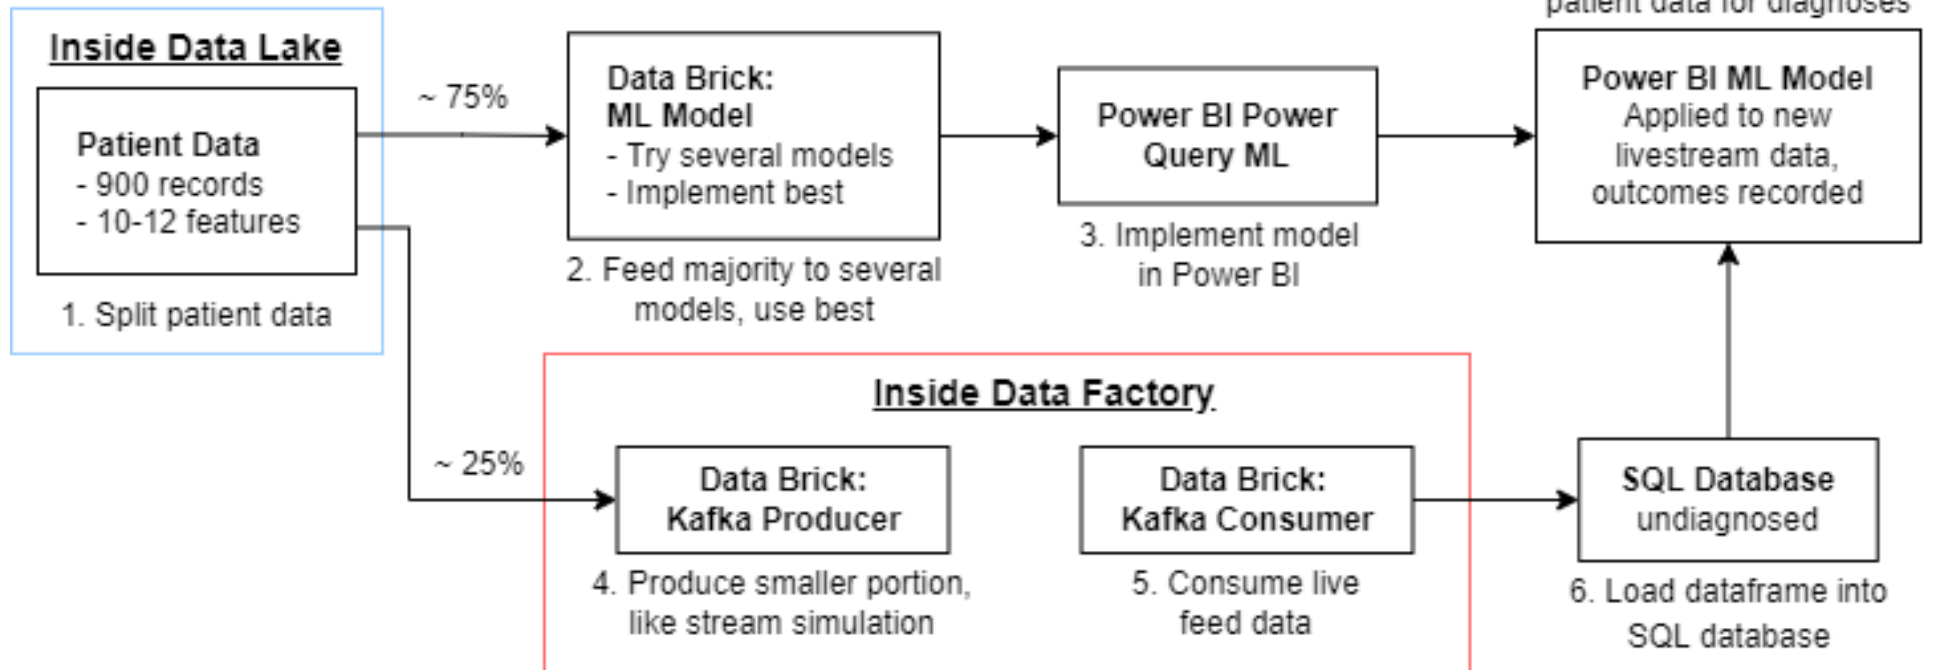 patient data for diagnoses
Inside Data Lake
Patient Data
- 900 records
- 10-12 features
1. Split patient data
~ 75%
Data Brick:
ML Model
- Try several models
- Implement best
2. Feed majority to several
models, use best
Power BI Power
Query ML
3. Implement model
in Power BI
Power BI ML Model
Applied to new
livestream data,
outcomes recorded
~ 25%
Inside Data Factory
Data Brick:
Kafka Producer
4. Produce smaller portion,
like stream simulation
Data Brick:
Kafka Consumer
5. Consume live
feed data
SQL Database
undiagnosed
6. Load dataframe into
SQL database